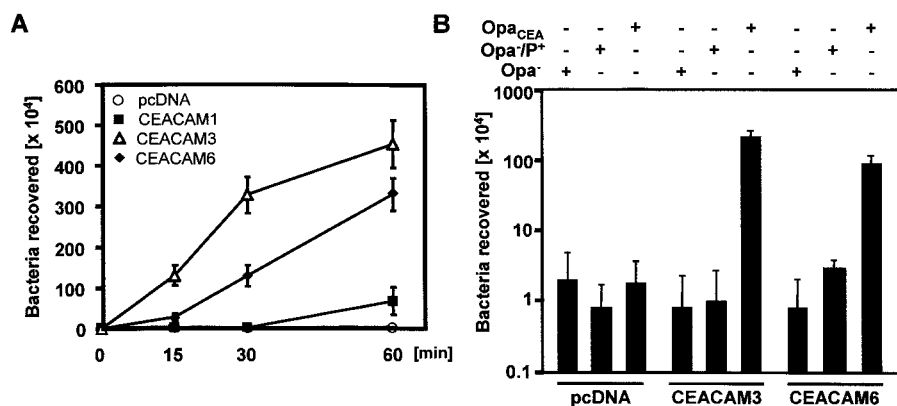 A
Bacteria recovered [x 10⁴]
600
500
400
300
200
100
0
0 15 30 60 [min]
pcDNA
CEACAM1
CEACAM3
CEACAM6
B
Opa_CEA - - + - - + - - +
Opa⁻/P⁺ - + - - + - - + -
Opa⁻ + - - + - - + - -
Bacteria recovered [x 10⁴]
1000
100
10
1
0.1
pcDNA CEACAM3 CEACAM6